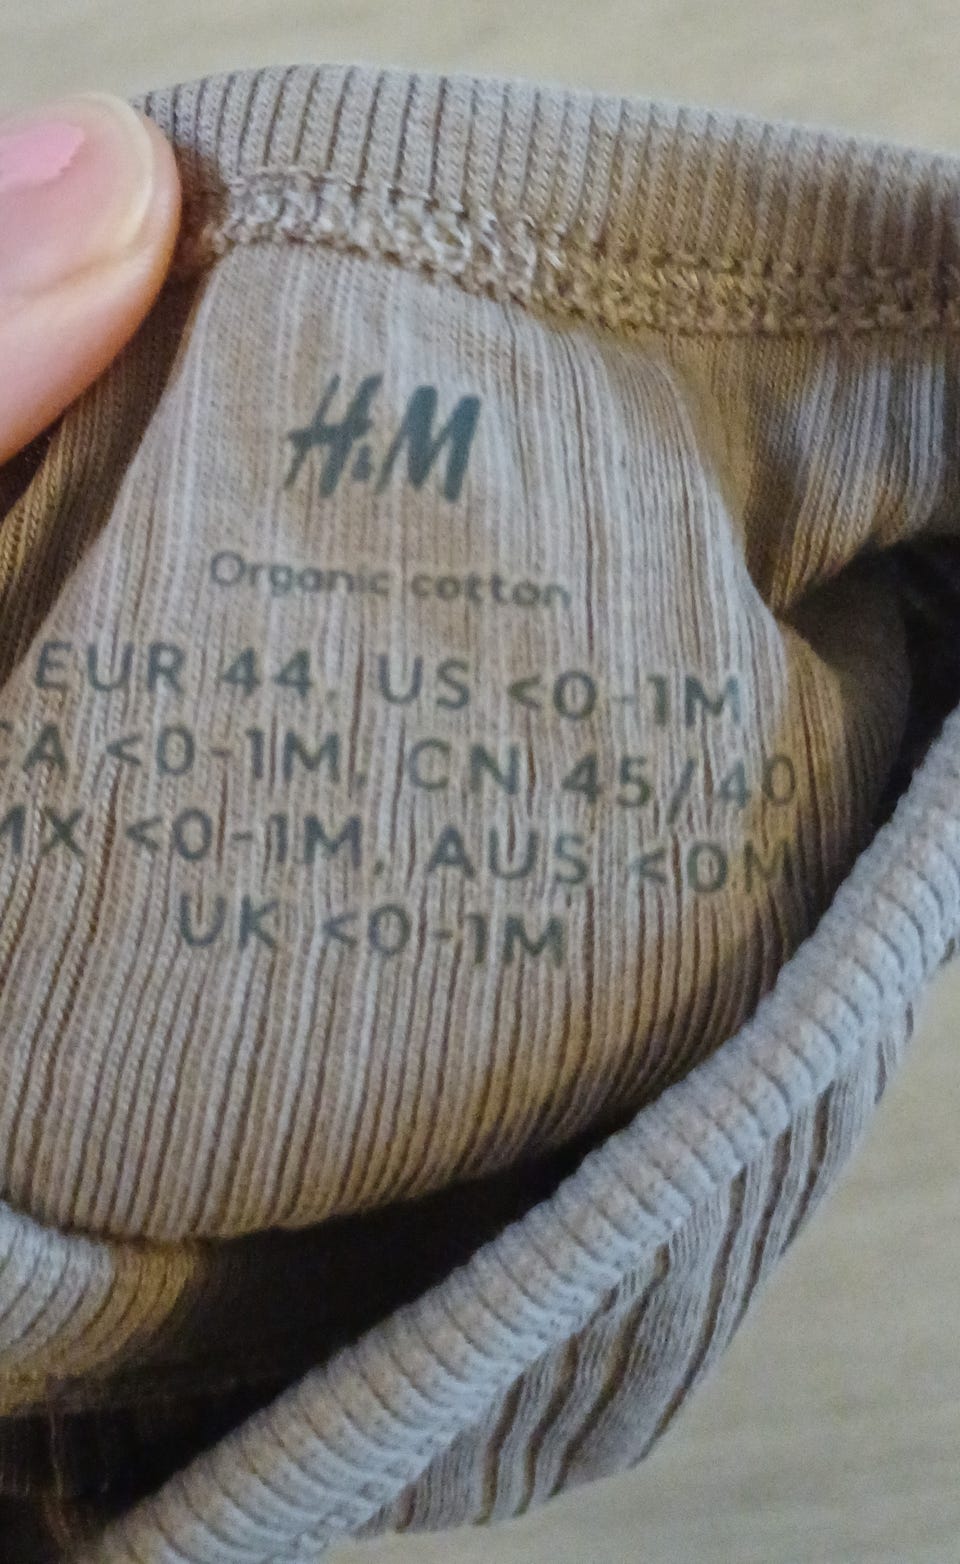 H&M
Organic cotton
EUR 44, US <0-1M
CA <0-1M, CN 45/40
MX <0-1M, AUS <0M
UK <0-1M